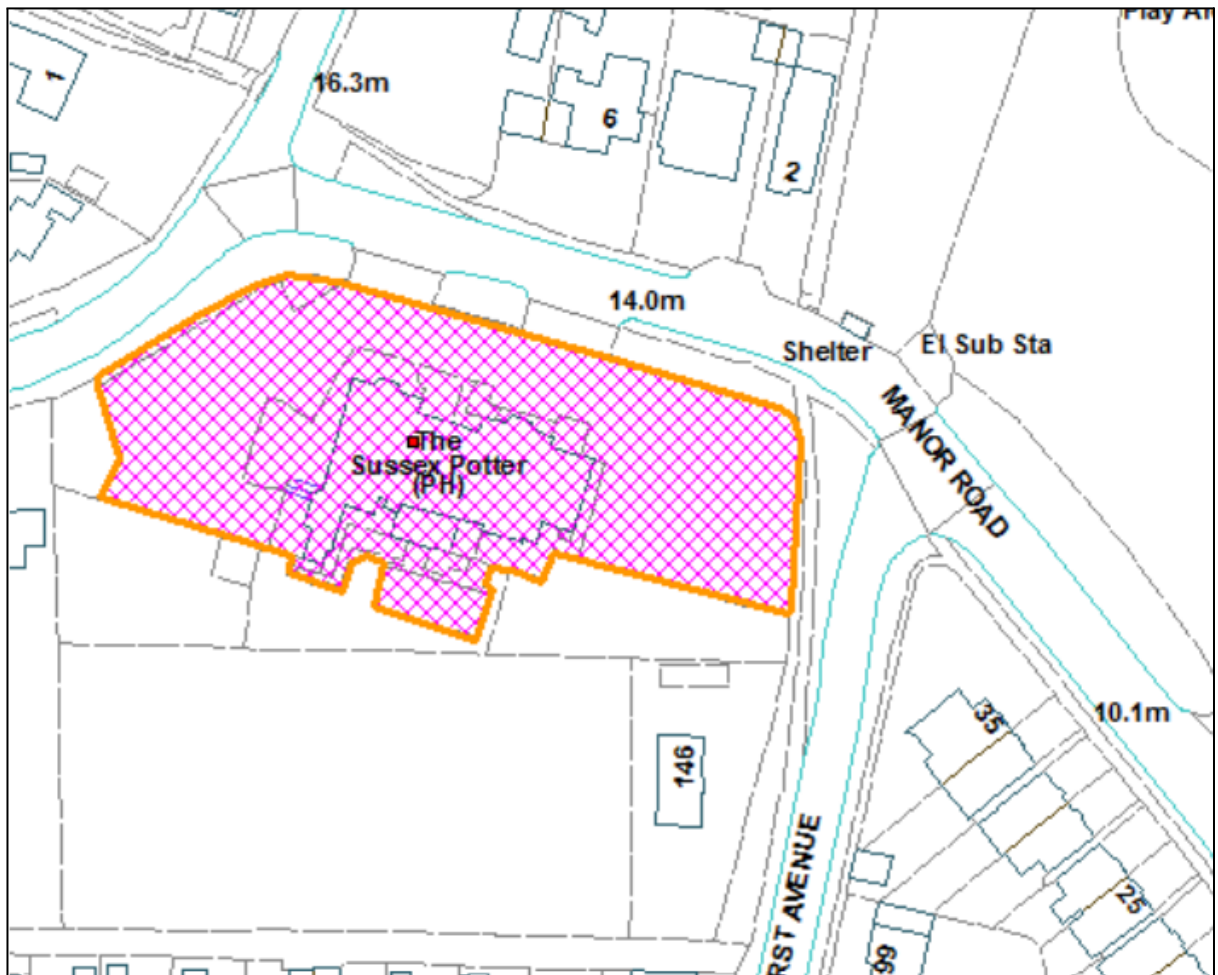 Play Ar
1
16.3m
6
2
14.0m
Shelter
El Sub Sta
MANOR ROAD
The
Sussex Potter
(PH)
35
10.1m
146
25
RST AVENUE
99